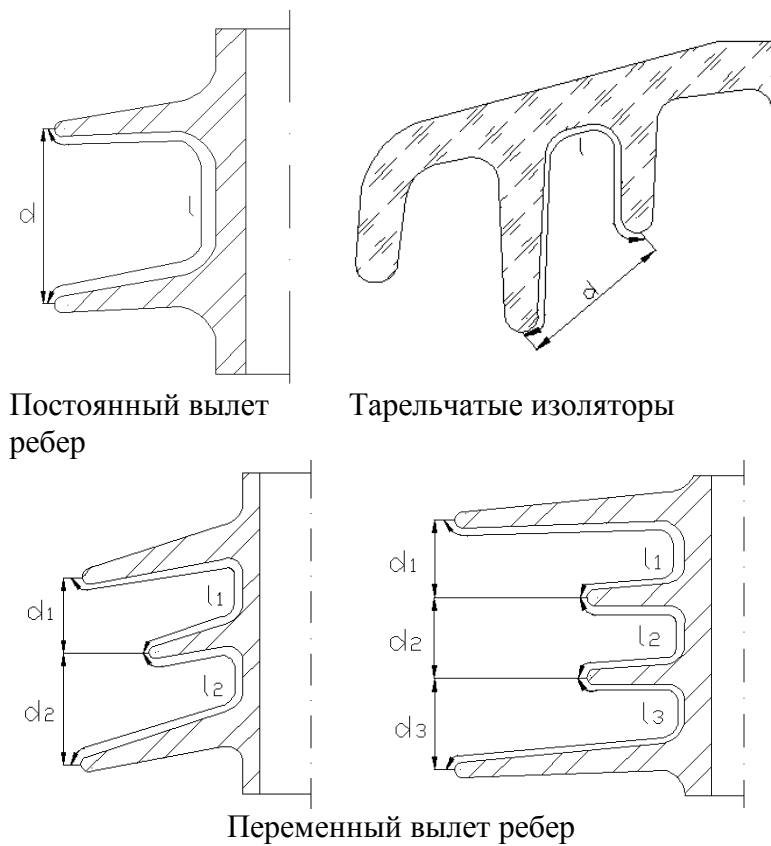 d
l
l
d
Постоянный вылет
ребер
Тарельчатые изоляторы
d1
l1
d2
l2
d1
l1
d2
l2
d3
l3
Переменный вылет ребер